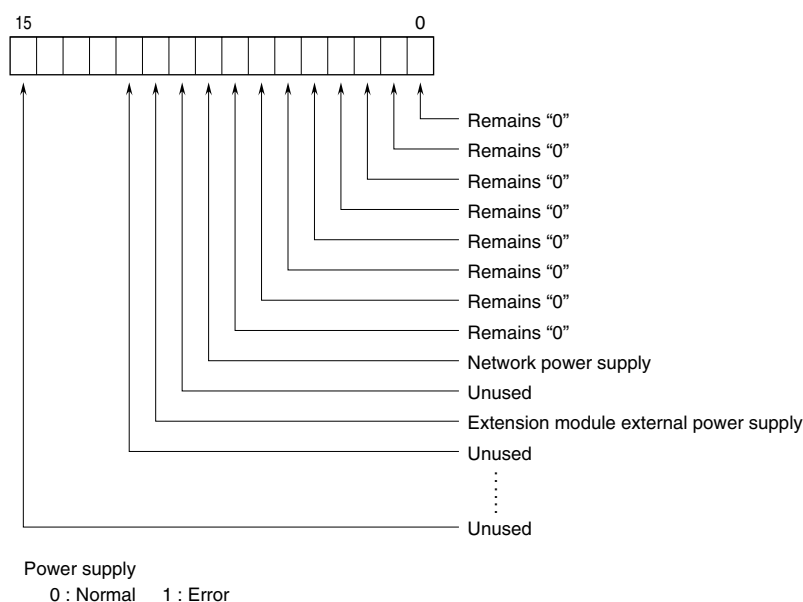 15 0
Remains “0”
Remains “0”
Remains “0”
Remains “0”
Remains “0”
Remains “0”
Remains “0”
Remains “0”
Network power supply
Unused
Extension module external power supply
Unused
Unused
Power supply
0 : Normal 1 : Error